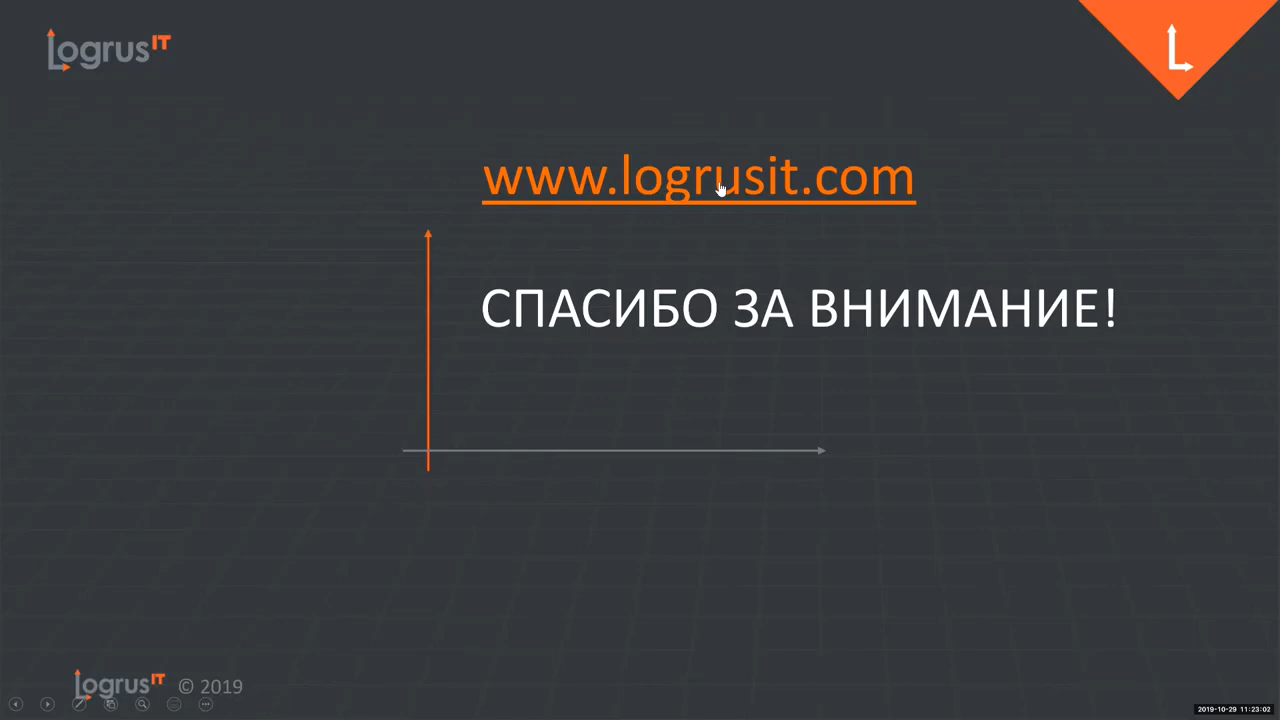 Logrus IT
L
www.logrusit.com
СПАСИБО ЗА ВНИМАНИЕ!
Logrus IT © 2019
2019-10-29 11:23:02